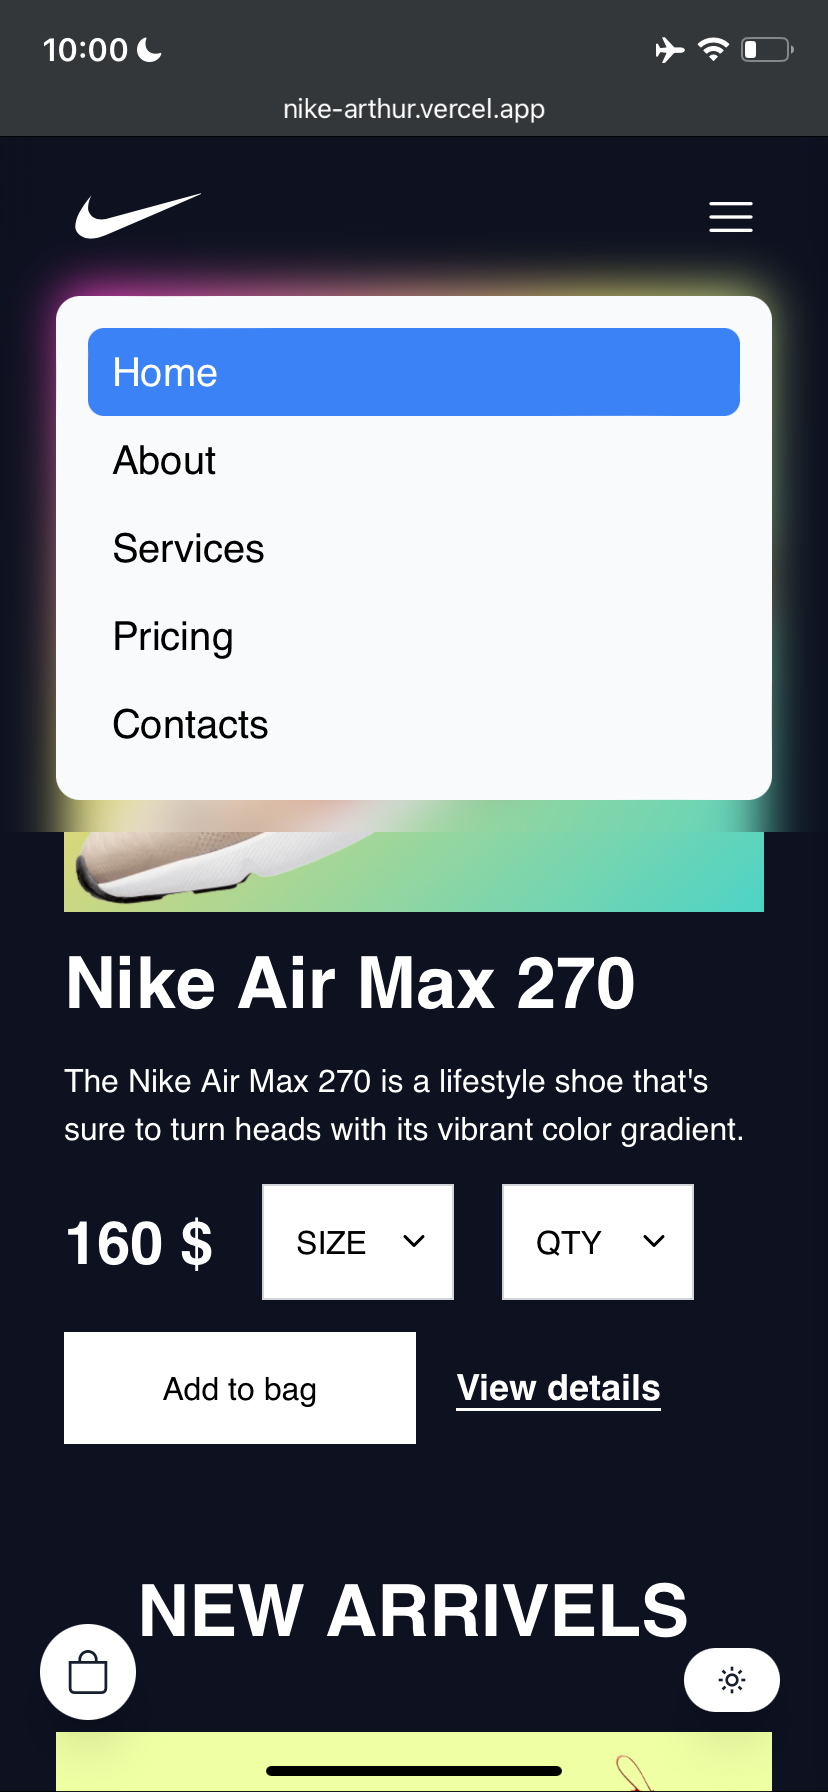 10:00
nike-arthur.vercel.app
Home
About
Services
Pricing
Contacts
Nike Air Max 270
The Nike Air Max 270 is a lifestyle shoe that's
sure to turn heads with its vibrant color gradient.
160 $ SIZE QTY
Add to bag View details
NEW ARRIVELS